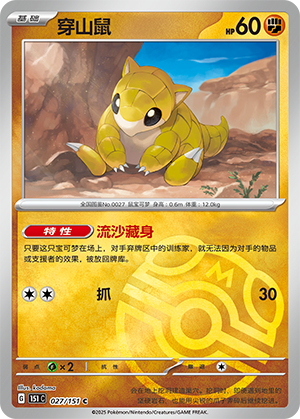 基础
穿山鼠
HP 60
全国图鉴No.0027 鼠宝可梦 身高：0.6m 体重：12.0kg
特性 流沙藏身
只要这只宝可梦在场上，对手弃牌区中的训练家，就无法因为对手的物品
或支援者的效果，被放回牌库。
抓 30
M
Illus. kodama
弱点 ×2 抵抗力 撤退
G 151 C 027/151 C
©2025 Pokémon/Nintendo/Creatures/GAME FREAK.